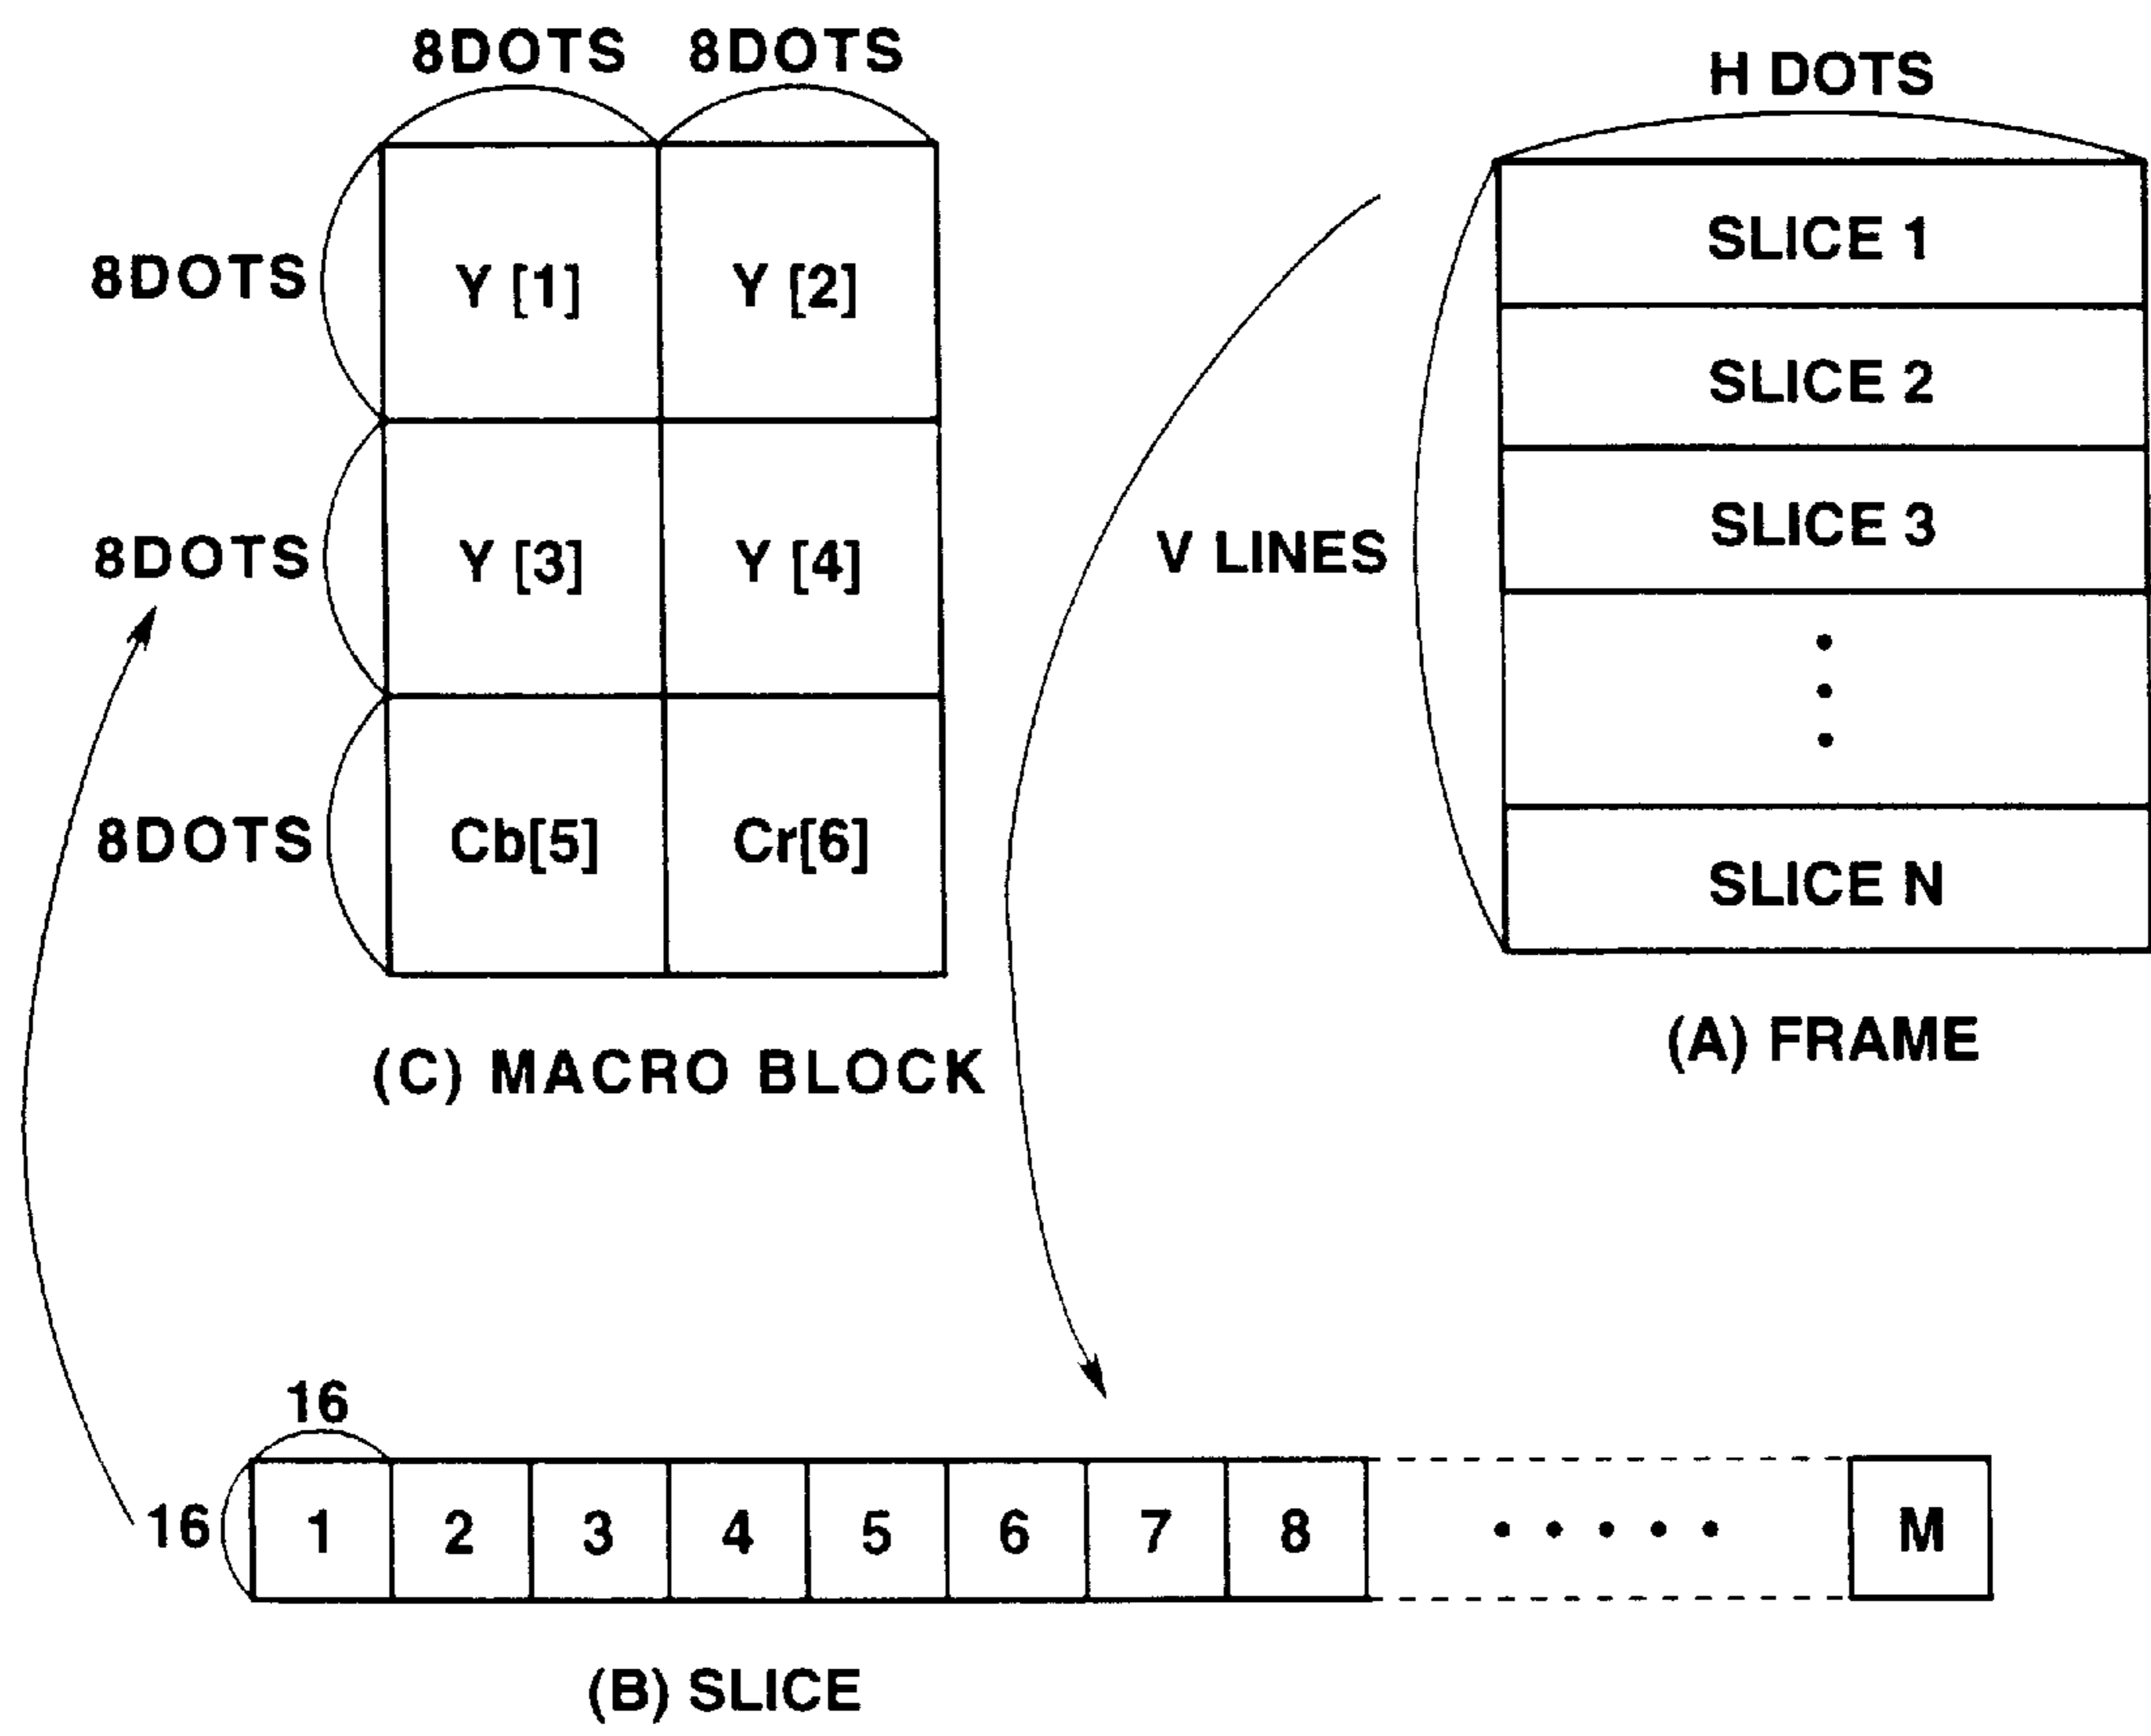 8DOTS 8DOTS
8DOTS Y [1] Y [2]
8DOTS Y [3] Y [4]
8DOTS Cb[5] Cr[6]
(C) MACRO BLOCK
H DOTS
V LINES
SLICE 1
SLICE 2
SLICE 3
SLICE N
(A) FRAME
16
16 1 2 3 4 5 6 7 8 ····· M
(B) SLICE